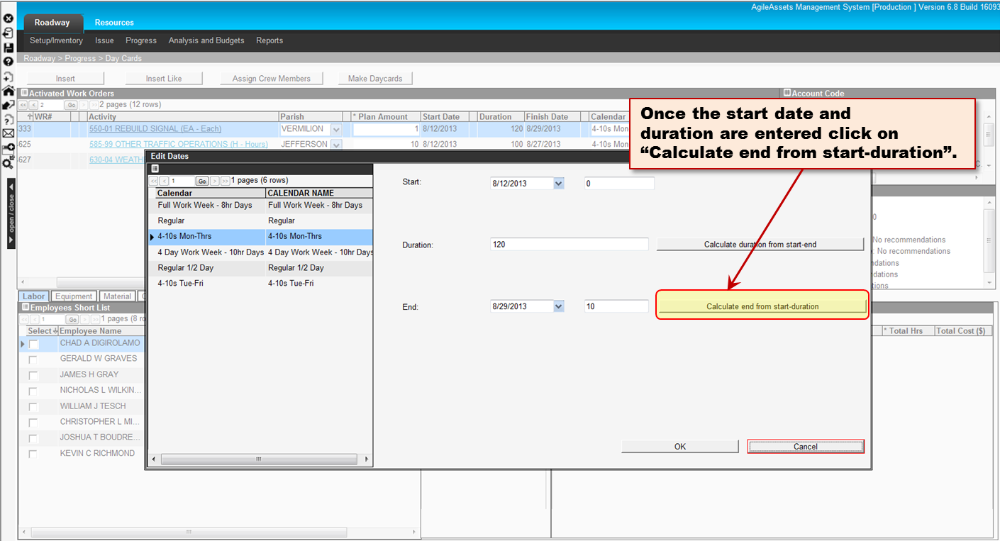 AgileAssets Management System [Production ] Version 6.8 Build 16093
Roadway
Resources
Setup/Inventory Issue Progress Analysis and Budgets Reports
Roadway > Progress > Day Cards
Insert Insert Like Assign Crew Members Make Daycards
Activated Work Orders
Account Code
2 Go 2 pages (12 rows)
WR# Activity Parish * Plan Amount Start Date Duration Finish Date Calendar
333 550-01 REBUILD SIGNAL (EA - Each) VERMILION 1 8/12/2013 120 8/29/2013 4-10s Mon
625 585-99 OTHER TRAFFIC OPERATIONS (H - Hours) JEFFERSON 10 8/12/2013 100 8/27/2013 4-10s Mon
-627 630-04 WEATH
Once the start date and
duration are entered click on
“Calculate end from start-duration”.
open / close
Edit Dates
1 Go 1 pages (6 rows)
Calendar CALENDAR NAME
Full Work Week - 8hr Days Full Work Week - 8hr Days
Regular Regular
4-10s Mon-Thrs 4-10s Mon-Thrs
4 Day Work Week - 10hr Days 4 Day Work Week - 10hr Days
Regular 1/2 Day Regular 1/2 Day
4-10s Tue-Fri 4-10s Tue-Fri
Start: 8/12/2013 0
Duration: 120 Calculate duration from start-end
End: 8/29/2013 10 Calculate end from start-duration
OK Cancel
0
No recommendations
: No recommendations
ndations
dations
tions
Labor Equipment Material
Employees Short List
1 Go 1 pages (8 ro
Select Employee Name
* Total Hrs Total Cost ($)
CHAD A DIGIROLAMO
GERALD W GRAVES
JAMES H GRAY
NICHOLAS L WILKIN...
WILLIAM J TESCH
CHRISTOPHER L MI...
JOSHUA T BOUDRE...
KEVIN C RICHMOND